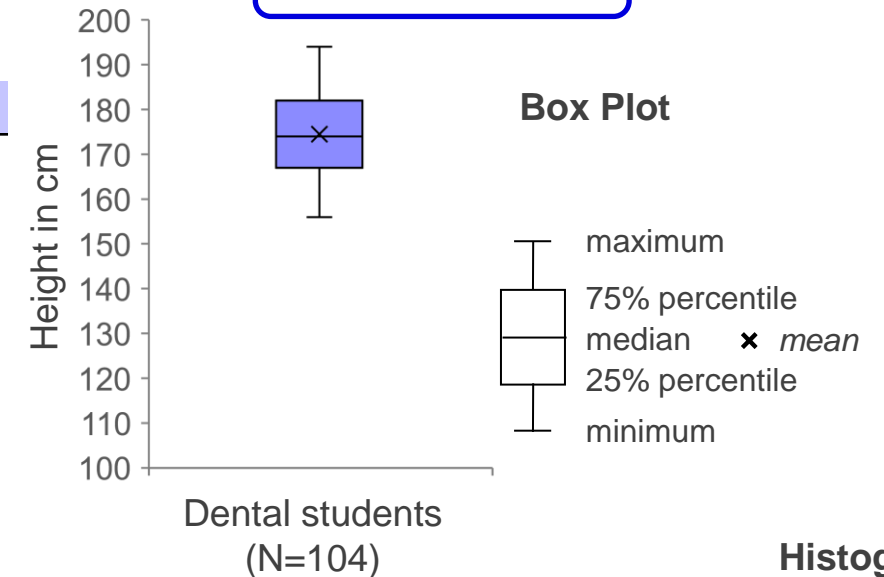 200
190
180
170
160
150
140
130
120
110
100
Height in cm
Dental students
(N=104)
Box Plot
maximum
75% percentile
median × mean
25% percentile
minimum
Histog